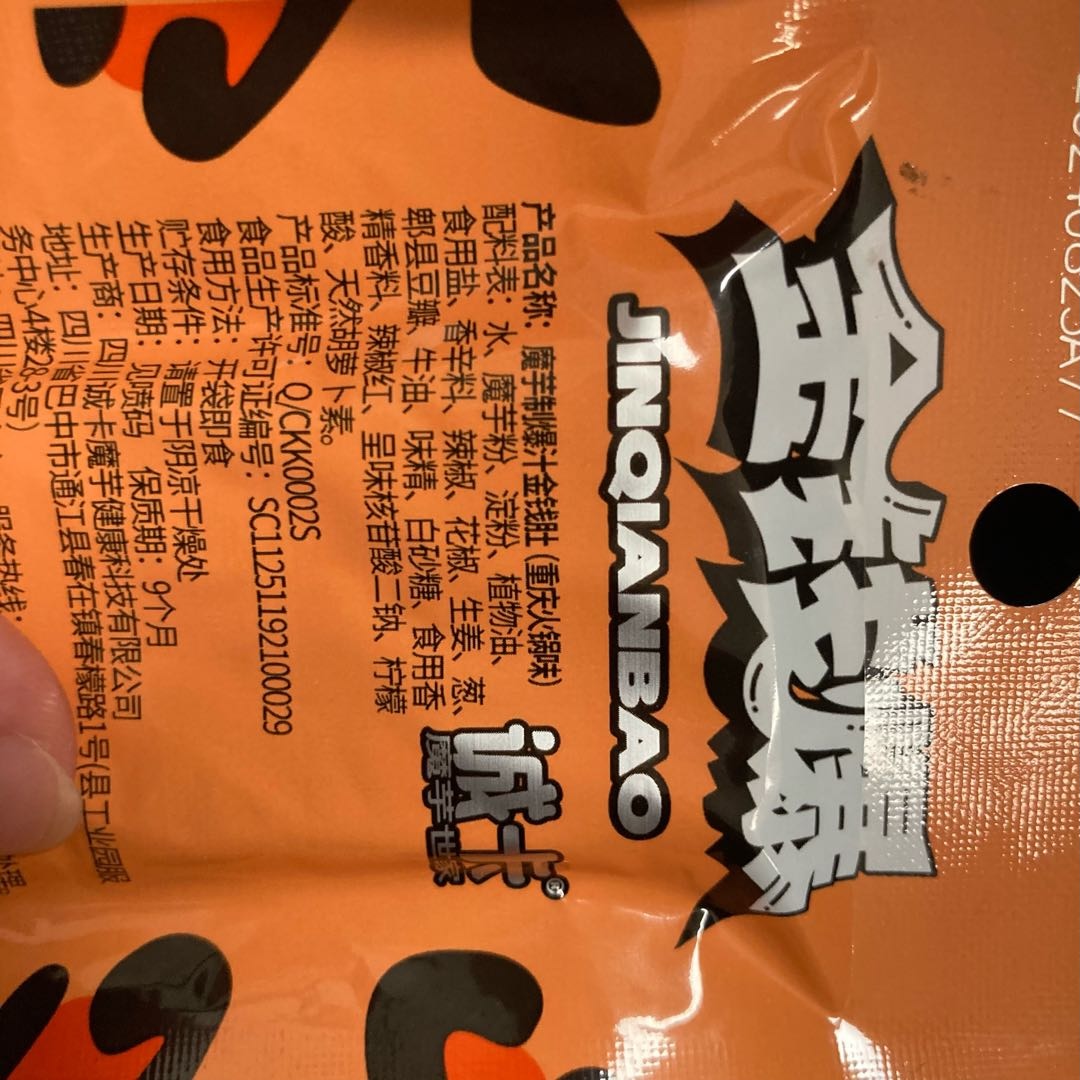 金钱爆
JINQIANBAO
诚卡
魔芋世家
产品名称：魔芋制爆汁金钱肚（重庆火锅味）
配料表：水、魔芋粉、淀粉、植物油、
食用盐、香辛料、辣椒、花椒、生姜、葱、
郫县豆瓣、牛油、味精、白砂糖、食用香
精香料、辣椒红、呈味核苷酸二钠、柠檬
酸、天然胡萝卜素。
产品标准号：Q/CKK0002S
食品生产许可证编号：SC11251192100029
食用方法：开袋即食
贮存条件：请置于阴凉干燥处
生产日期：见喷码 保质期：9个月
生产商：四川诚卡魔芋健康科技有限公司
地址：四川省巴中市通江县春在镇春檬路1号(县工业园服
务中心4楼83号)
服务热线：